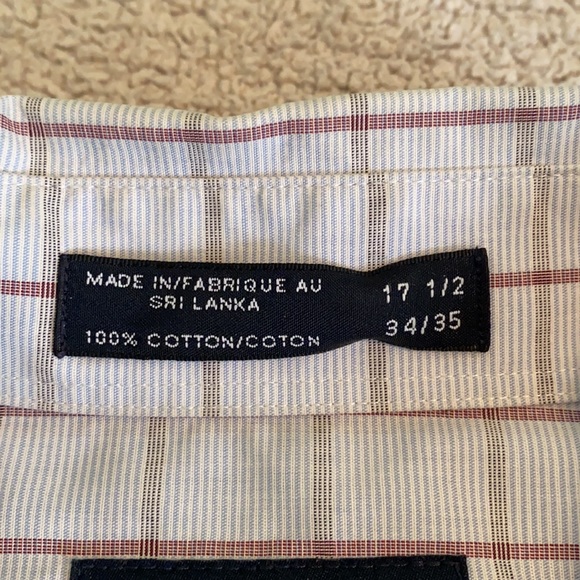 MADE IN/FABRIQUE AU
SRI LANKA
100% COTTON/COTON
17 1/2
34/35